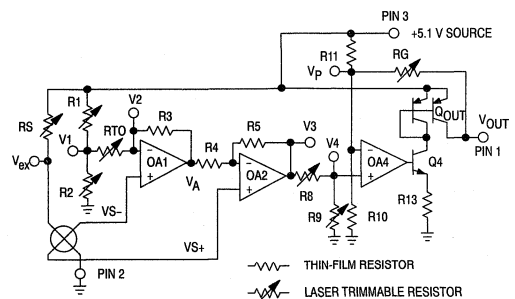 PIN 3
+5.1 V SOURCE
R11
VP
RG
R1
V2
R3
QOUT
VOUT
PIN 1
RS
V1
RTO
R5
V3
V4
Vex
OA1
R4
OA4
Q4
R2
VA
OA2
R8
VS−
R9
R10
R13
VS+
PIN 2
THIN-FILM RESISTOR
LASER TRIMMABLE RESISTOR